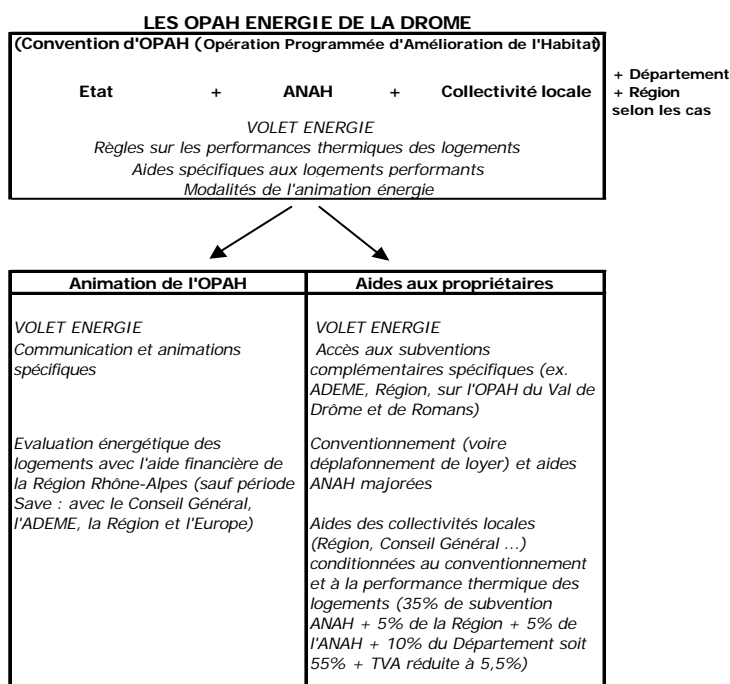 LES OPAH ENERGIE DE LA DROME
(Convention d'OPAH (Opération Programmée d'Amélioration de l'Habitat)
Etat + ANAH + Collectivité locale
+ Département
+ Région
selon les cas
VOLET ENERGIE
Règles sur les performances thermiques des logements
Aides spécifiques aux logements performants
Modalités de l'animation énergie
Animation de l'OPAH
VOLET ENERGIE
Communication et animations
spécifiques
Evaluation énergétique des
logements avec l'aide financière de
la Région Rhône-Alpes (sauf période
Save : avec le Conseil Général,
l'ADEME, la Région et l'Europe)
Aides aux propriétaires
VOLET ENERGIE
Accès aux subventions
complémentaires spécifiques (ex.
ADEME, Région, sur l'OPAH du Val de
Drôme et de Romans)
Conventionnement (voire
déplafonnement de loyer) et aides
ANAH majorées
Aides des collectivités locales
(Région, Conseil Général ...)
conditionnées au conventionnement
et à la performance thermique des
logements (35% de subvention
ANAH + 5% de la Région + 5% de
l'ANAH + 10% du Département soit
55% + TVA réduite à 5,5%)